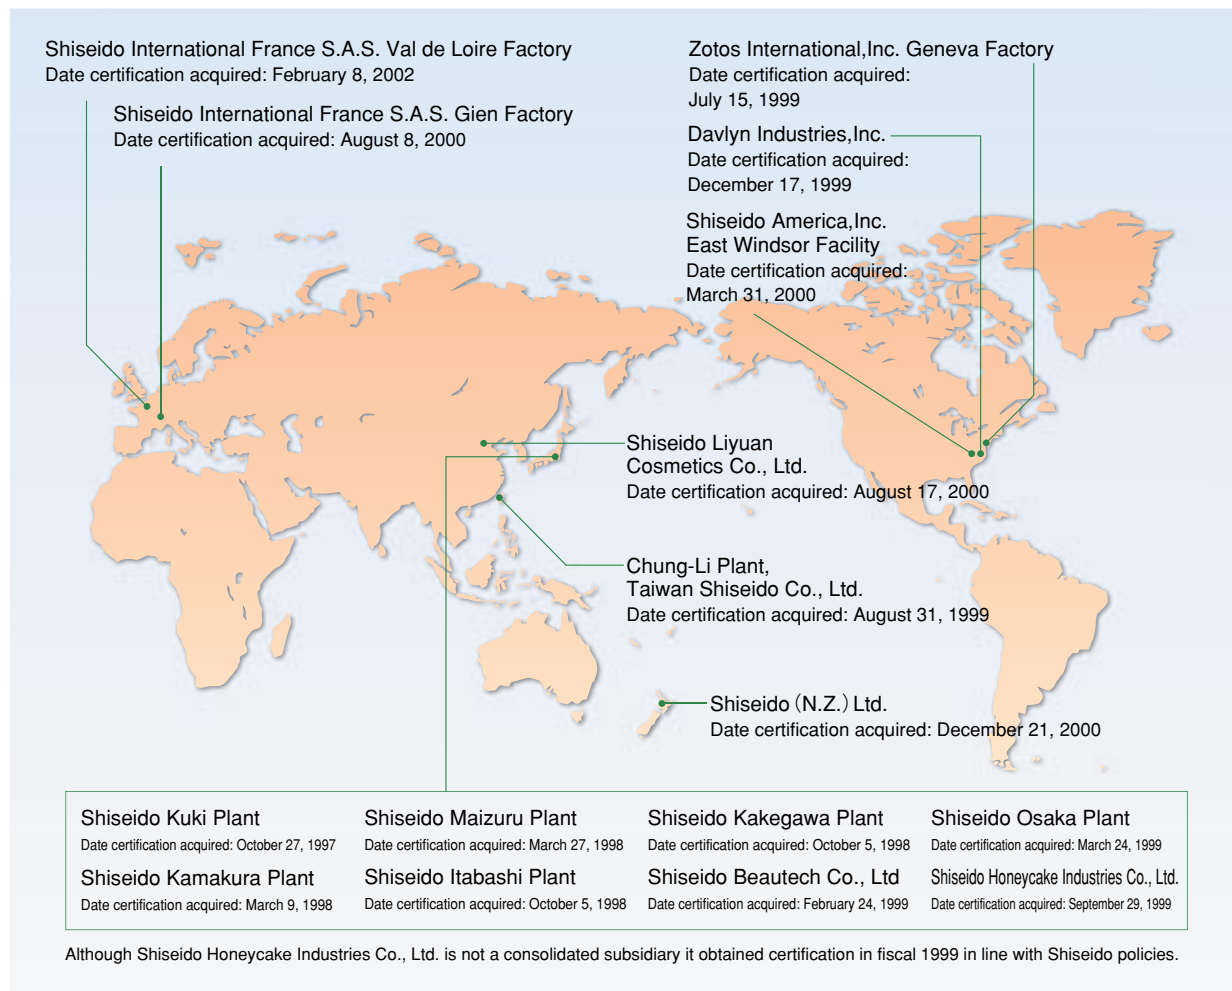 Shiseido International France S.A.S. Val de Loire Factory
Date certification acquired: February 8, 2002
Shiseido International France S.A.S. Gien Factory
Date certification acquired: August 8, 2000
Zotos International,Inc. Geneva Factory
Date certification acquired:
July 15, 1999
Davlyn Industries,Inc.
Date certification acquired:
December 17, 1999
Shiseido America,Inc.
East Windsor Facility
Date certification acquired:
March 31, 2000
Shiseido Liyuan
Cosmetics Co., Ltd.
Date certification acquired: August 17, 2000
Chung-Li Plant,
Taiwan Shiseido Co., Ltd.
Date certification acquired: August 31, 1999
Shiseido (N.Z.) Ltd.
Date certification acquired: December 21, 2000
Shiseido Kuki Plant
Date certification acquired: October 27, 1997
Shiseido Maizuru Plant
Date certification acquired: March 27, 1998
Shiseido Kakegawa Plant
Date certification acquired: October 5, 1998
Shiseido Osaka Plant
Date certification acquired: March 24, 1999
Shiseido Kamakura Plant
Date certification acquired: March 9, 1998
Shiseido Itabashi Plant
Date certification acquired: October 5, 1998
Shiseido Beautech Co., Ltd
Date certification acquired: February 24, 1999
Shiseido Honeycake Industries Co., Ltd.
Date certification acquired: September 29, 1999
Although Shiseido Honeycake Industries Co., Ltd. is not a consolidated subsidiary it obtained certification in fiscal 1999 in line with Shiseido policies.